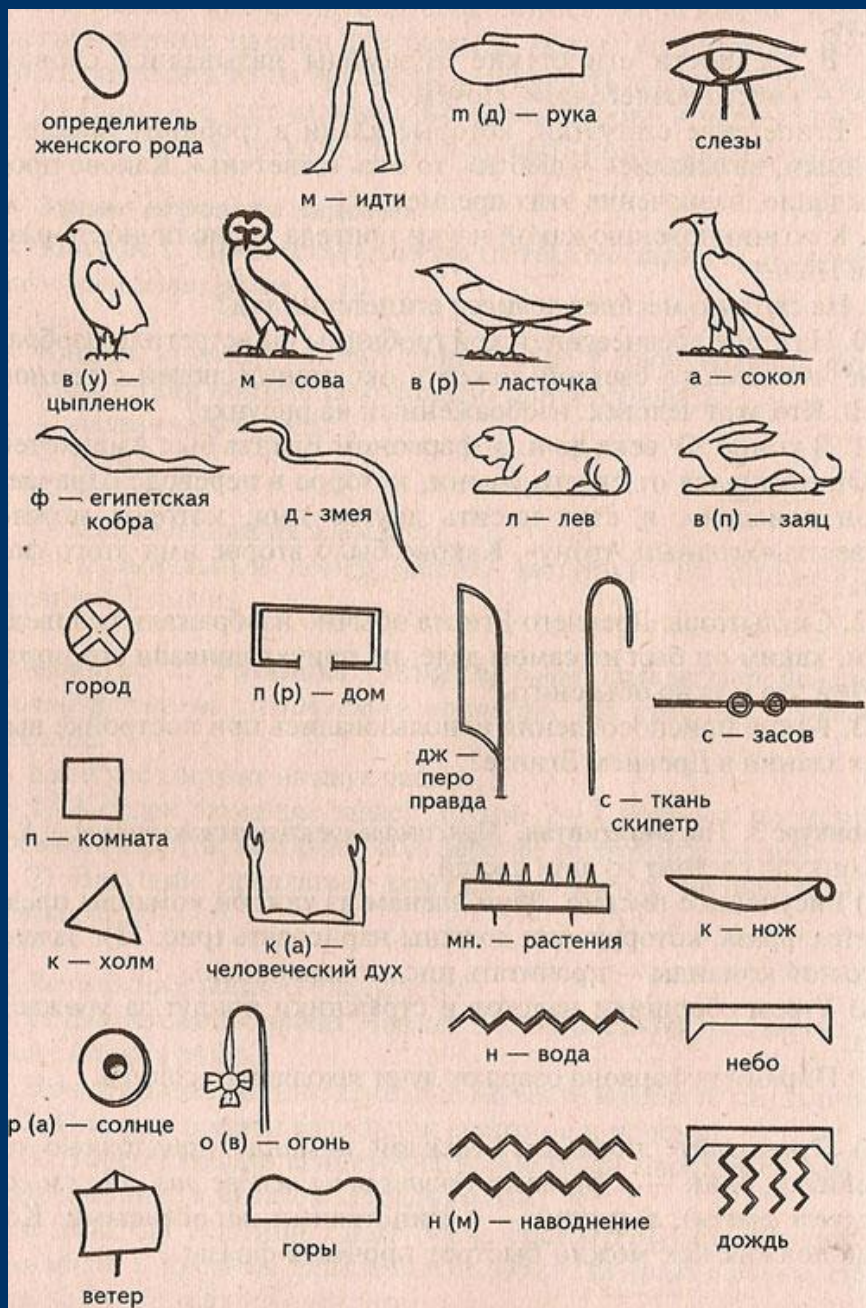 определитель
женского рода
м — идти
т (д) — рука
слезы
в (у) —
цыпленок
м — сова
в (р) — ласточка
а — сокол
ф — египетская
кобра
д - змея
л — лев
в (п) — заяц
город
п (р) — дом
дж —
перо
правда
с — ткань
скипетр
с — засов
п — комната
к — холм
к (а)
человеческий дух
мн. — растения
к — нож
р (а) — солнце
о (в) — огонь
н — вода
небо
ветер
горы
н (м) — наводнение
дождь